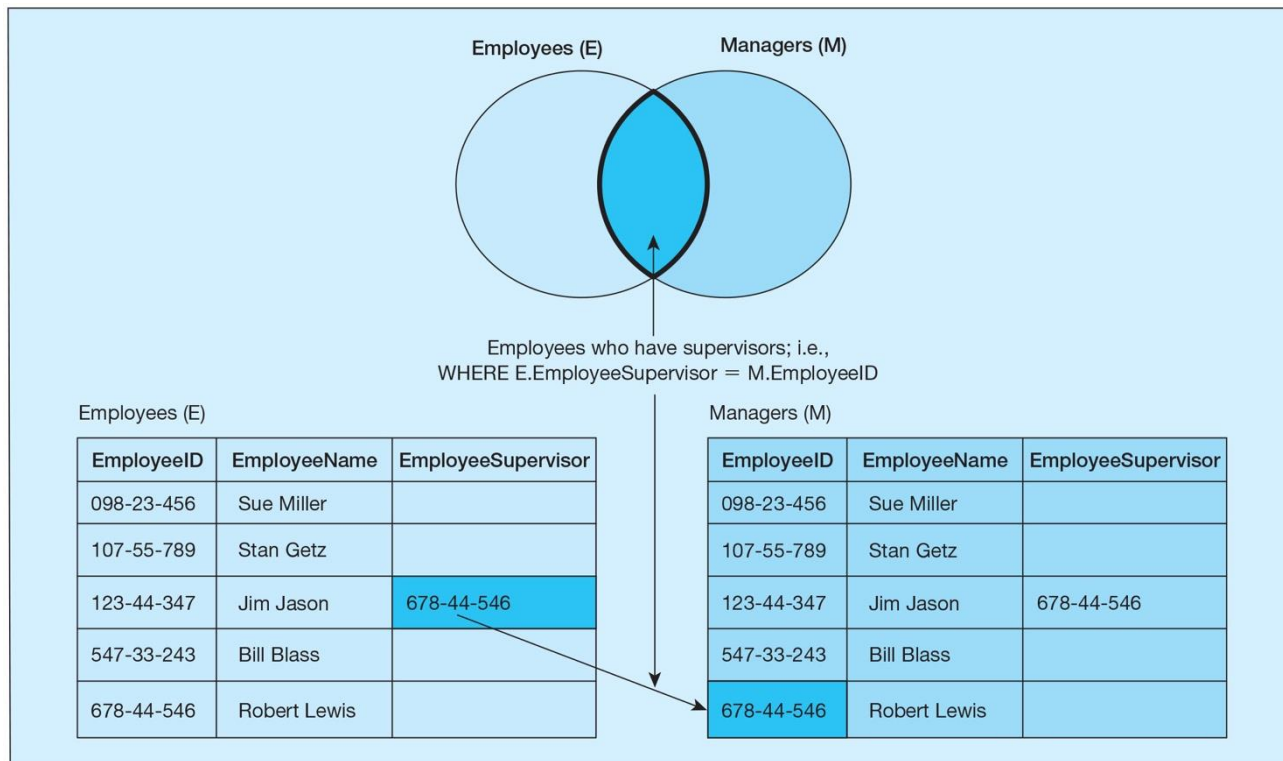 Employees (E)
Managers (M)
Employees who have supervisors; i.e.,
WHERE E.EmployeeSupervisor = M.EmployeeID
Employees (E)
EmployeeID EmployeeName EmployeeSupervisor
098-23-456 Sue Miller
107-55-789 Stan Getz
123-44-347 Jim Jason 678-44-546
547-33-243 Bill Blass
678-44-546 Robert Lewis
Managers (M)
EmployeeID EmployeeName EmployeeSupervisor
098-23-456 Sue Miller
107-55-789 Stan Getz
123-44-347 Jim Jason 678-44-546
547-33-243 Bill Blass
678-44-546 Robert Lewis